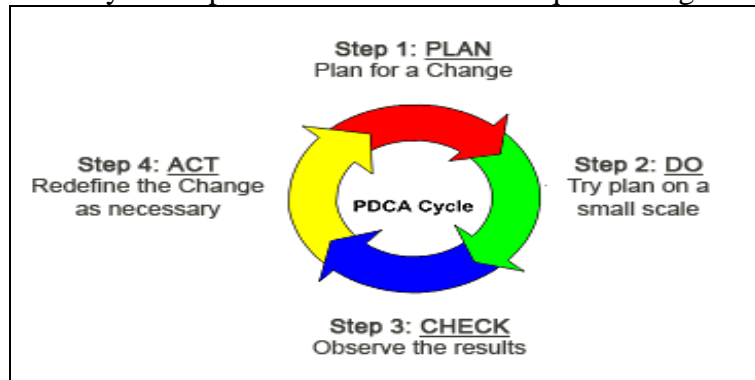 Step 1: PLAN
Plan for a Change
Step 4: ACT
Redefine the Change
as necessary
PDCA Cycle
Step 2: DO
Try plan on a
small scale
Step 3: CHECK
Observe the results